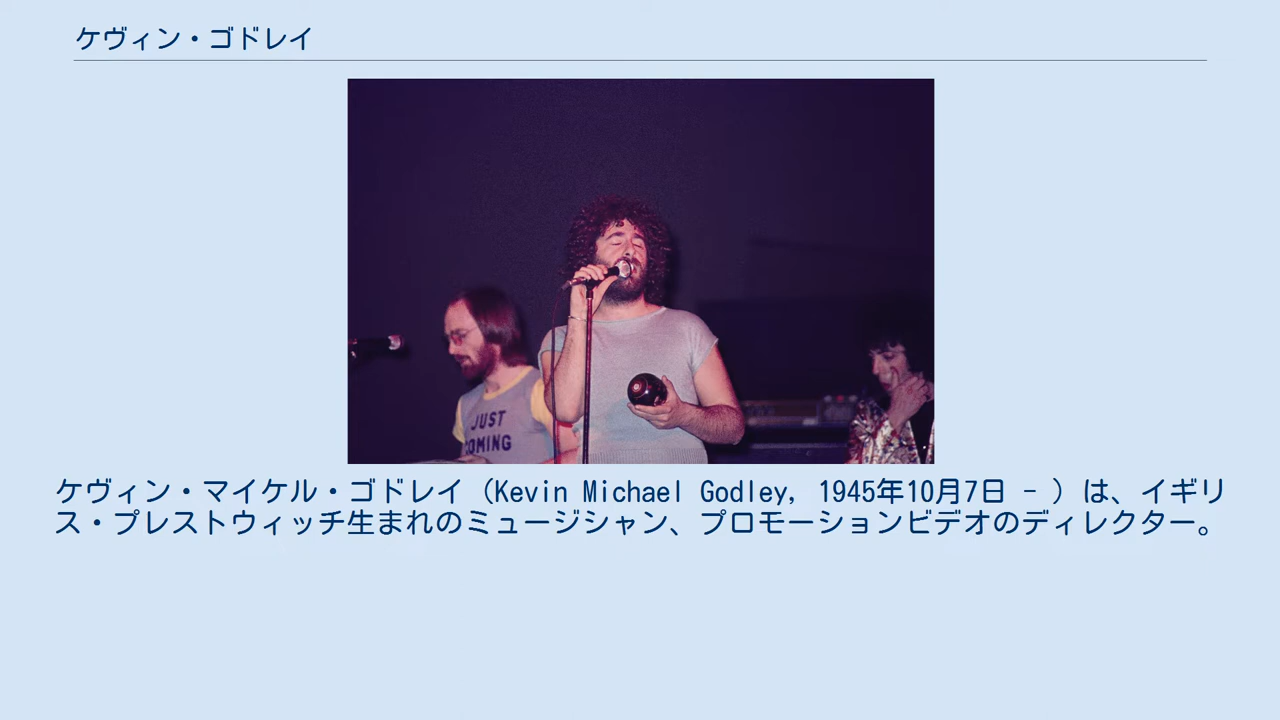 ケヴィン・ゴドレイ
JUST
COMING
ケヴィン・マイケル・ゴドレイ（Kevin Michael Godley, 1945年10月7日 - ）は、イギリ
ス・プレストウィッチ生まれのミュージシャン、プロモーションビデオのディレクター。